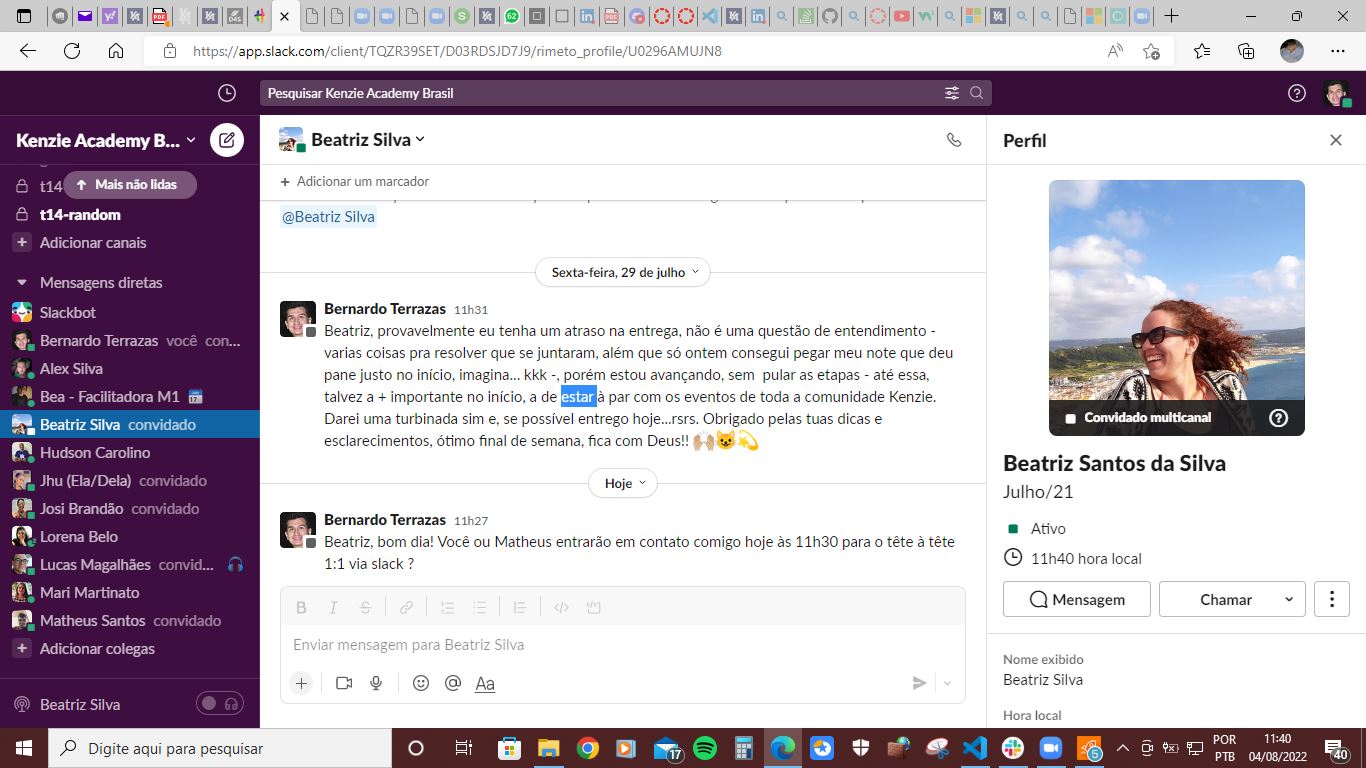 https://app.slack.com/client/TQZR39SET/D03RDSJD7J9/rimeto_profile/U0296AMUJN8
Pesquisar Kenzie Academy Brasil
Kenzie Academy B...
t14
Mais não lidas
t14-random
Adicionar canais
Mensagens diretas
Slackbot
Bernardo Terrazas você con...
Alex Silva
Bea - Facilitadora M1
Beatriz Silva convidado
Hudson Carolino
Jhu (Ela/Dela) convidado
Josi Brandão convidado
Lorena Belo
Lucas Magalhães convid...
Mari Martinato
Matheus Santos convidado
Adicionar colegas
Beatriz Silva
Beatriz Silva
Adicionar um marcador
@Beatriz Silva
Sexta-feira, 29 de julho
Bernardo Terrazas 11h31
Beatriz, provavelmente eu tenha um atraso na entrega, não é uma questão de entendimento -
varias coisas pra resolver que se juntaram, além que só ontem consegui pegar meu note que deu
pane justo no início, imagina... kkk -, porém estou avançando, sem pular as etapas - até essa,
talvez a + importante no início, a de estar à par com os eventos de toda a comunidade Kenzie.
Darei uma turbinada sim e, se possível entrego hoje...rsrs. Obrigado pelas tuas dicas e
esclarecimentos, ótimo final de semana, fica com Deus!! 🙌🏼😺💫
Hoje
Bernardo Terrazas 11h27
Beatriz, bom dia! Você ou Matheus entrarão em contato comigo hoje às 11h30 para o tête à tête
1:1 via slack ?
B I S
Enviar mensagem para Beatriz Silva
Aa
Perfil
Convidado multicanal
Beatriz Santos da Silva
Julho/21
Ativo
11h40 hora local
Mensagem
Chamar
Nome exibido
Beatriz Silva
Hora local
Digite aqui para pesquisar
17
5
POR
PTB
11:40
04/08/2022
40